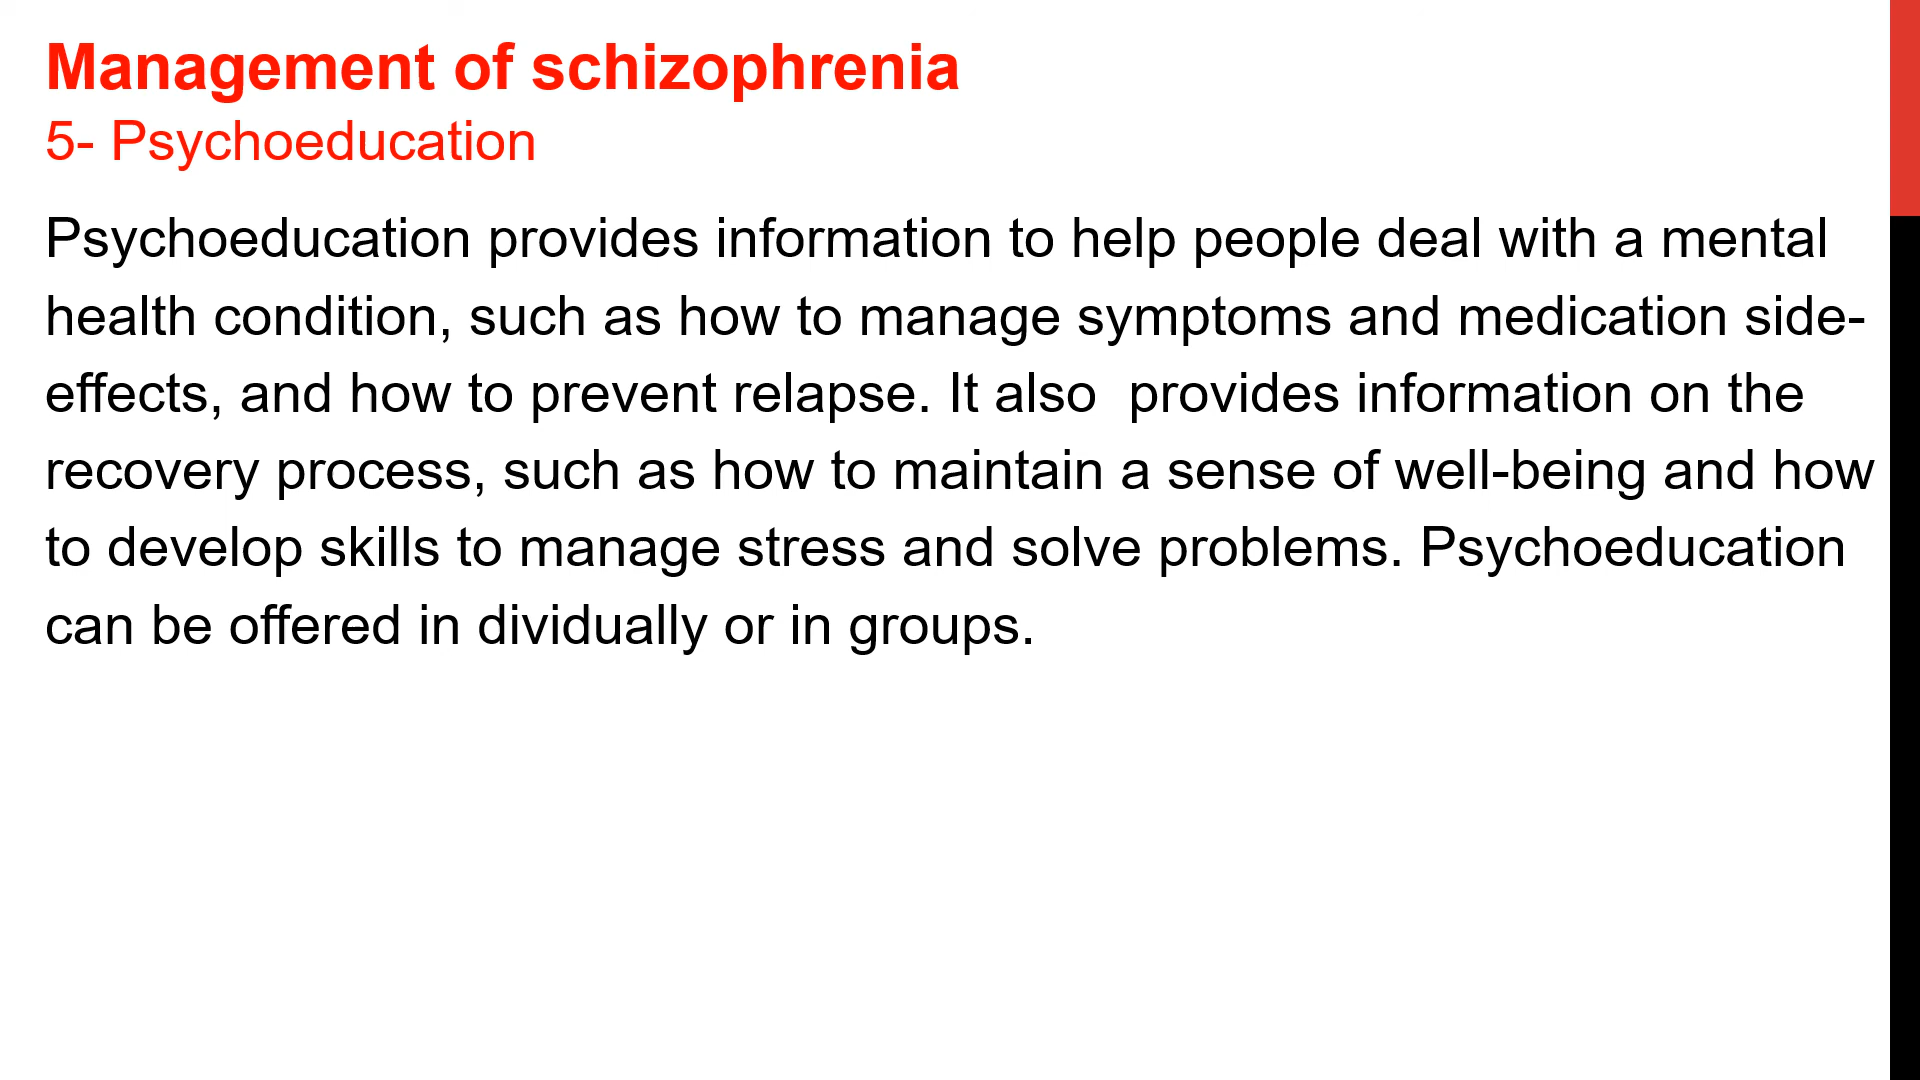 Management of schizophrenia
5- Psychoeducation
Psychoeducation provides information to help people deal with a mental
health condition, such as how to manage symptoms and medication side-
effects, and how to prevent relapse. It also  provides information on the
recovery process, such as how to maintain a sense of well-being and how
to develop skills to manage stress and solve problems. Psychoeducation
can be offered in dividually or in groups.